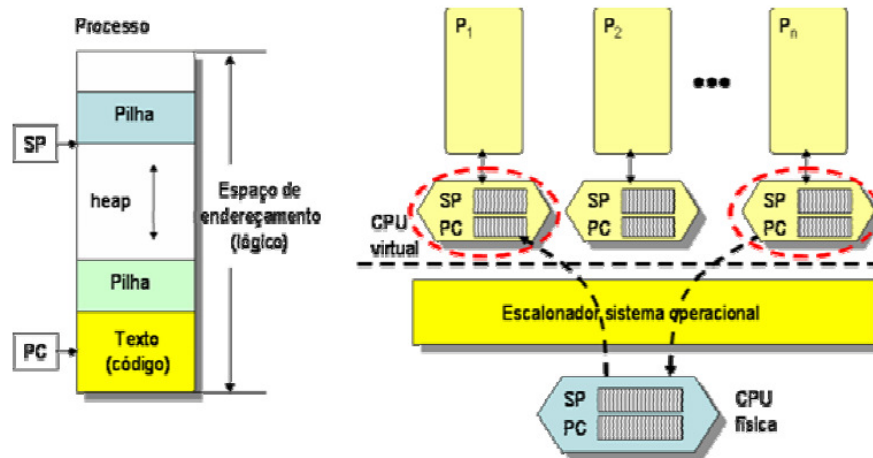 Processo
Pilha
SP
heap
Espaço de
endereçamento
(lógico)
Pilha
PC
Texto
(código)
P1
P2
Pn
SP
PC
SP
PC
SP
PC
CPU
virtual
Escalonador sistema operacional
SP
PC
CPU
física